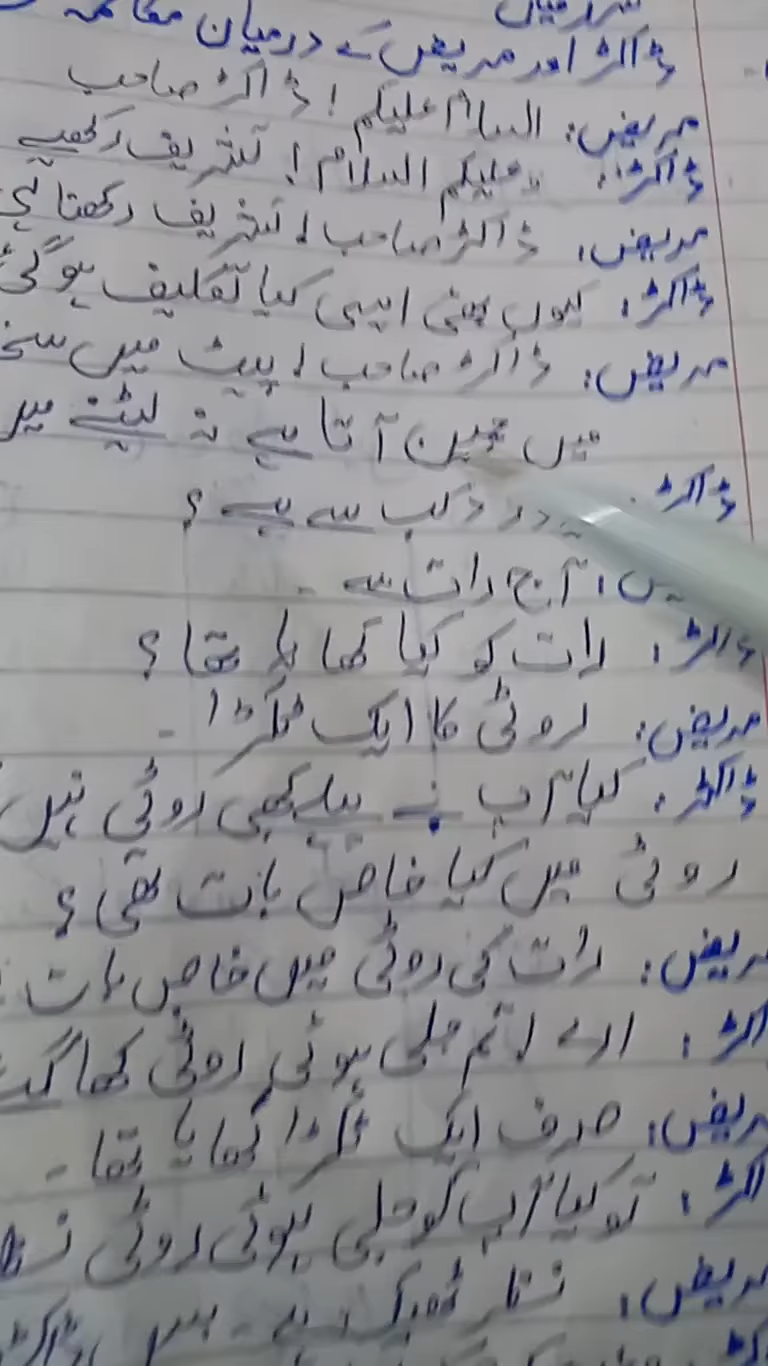 ڈاکٹر اور مریض کے درمیان مکالمہ
مریض: السلام علیکم! ڈاکٹر صاحب
ڈاکٹر: وعلیکم السلام! تشریف رکھیے
مریض: ڈاکٹر صاحب! تشریف رکھتا
ڈاکٹر: کیوں بھئی ایسی کیا تکلیف ہو گئی
مریض: ڈاکٹر صاحب! پیٹ میں
میں چین آتا ہے نہ لیٹنے میں
ڈاکٹر درد کب سے ہے؟
آج رات سے۔
ڈاکٹر: رات کو کیا کھایا تھا؟
مریض: روٹی کا ایک ٹکڑا۔
ڈاکٹر: کیا آپ نے پہلے کبھی روٹی نہیں
روٹی میں کیا خاص بات تھی؟
مریض: رات کی روٹی میں خاص بات
ڈاکٹر: ارے! تم جلی ہوئی روٹی کھا
مریض: صرف ایک ٹکڑا کھایا تھا۔
ڈاکٹر: تو کیا آپ کو جلی ہوئی روٹی
مریض: نظر ٹھیک ہے۔ بس